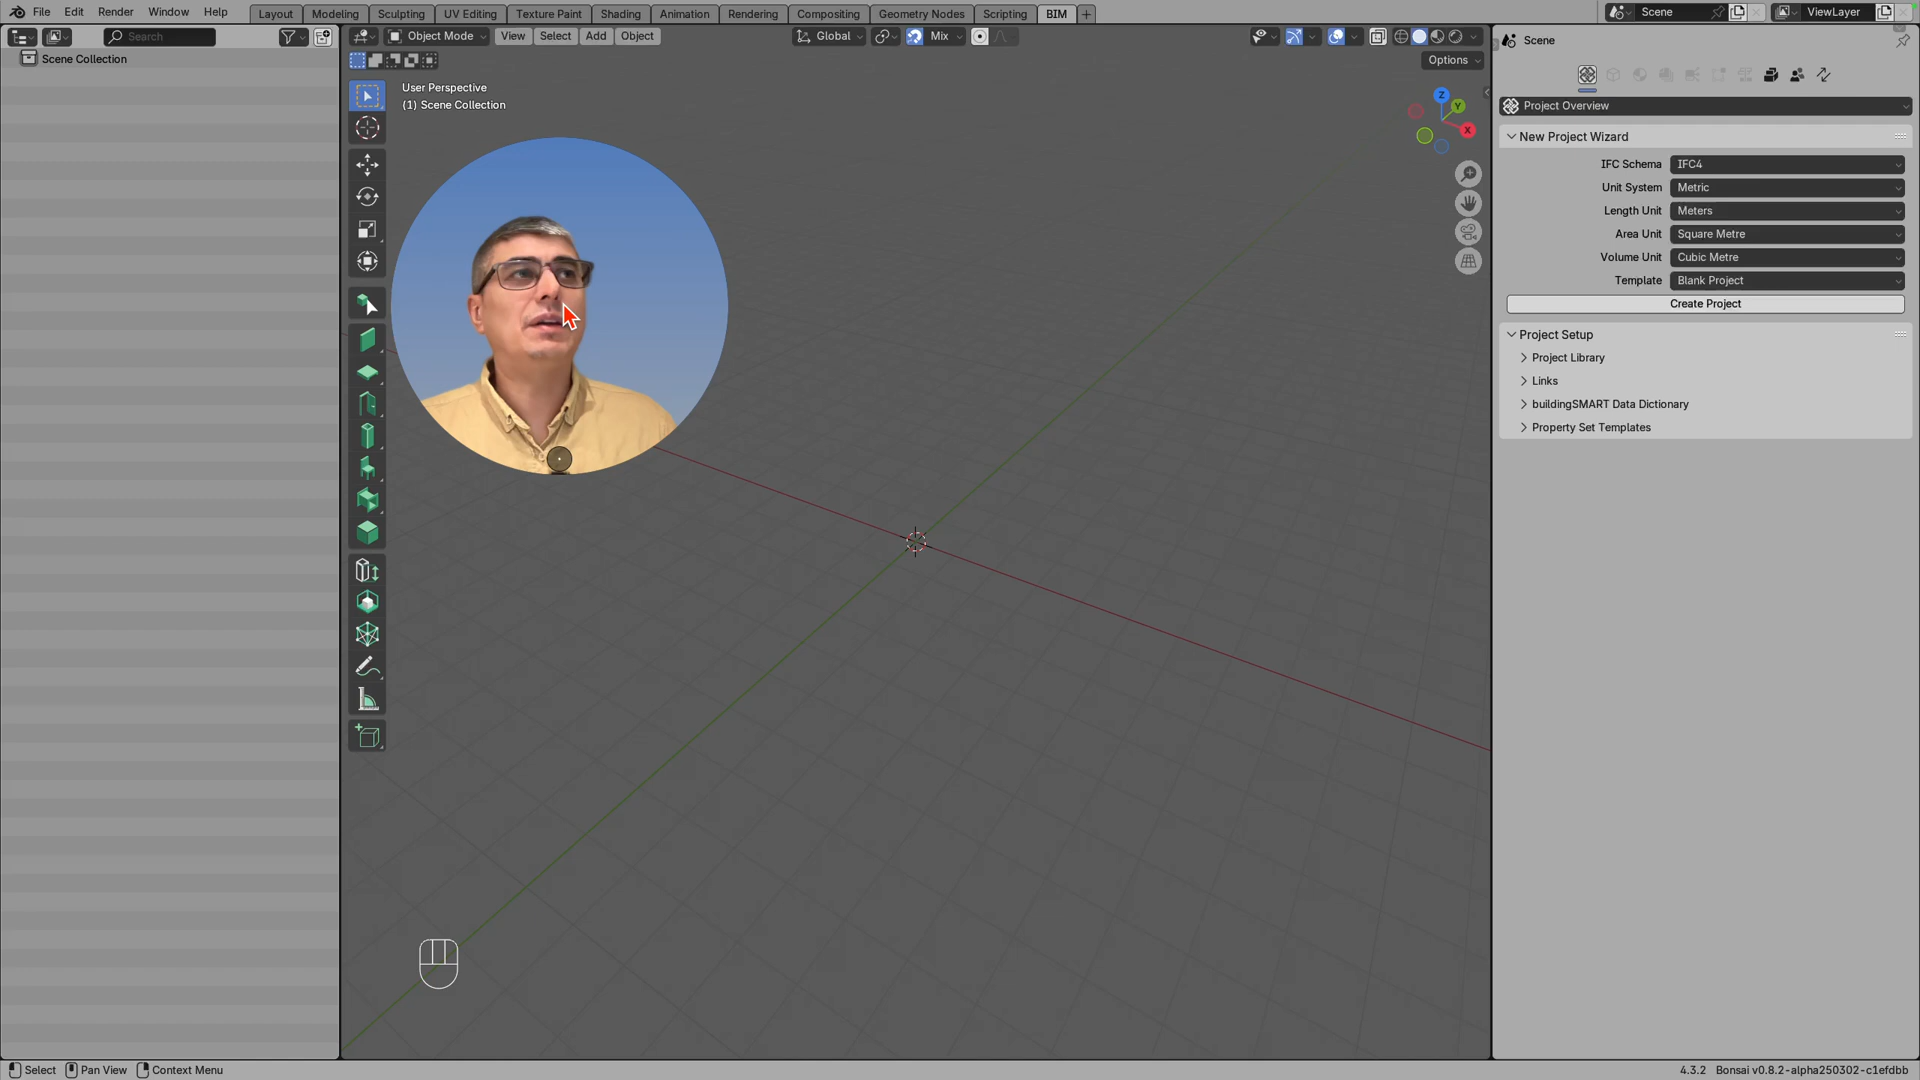 File Edit Render Window Help Layout Modeling Sculpting UV Editing Texture Paint Shading Animation Rendering Compositing Geometry Nodes Scripting BIM + Scene ViewLayer
Search Object Mode View Select Add Object Global Mix
Scene Collection
Options
User Perspective
(1) Scene Collection
Z
Y
X
Scene
Project Overview
New Project Wizard
IFC Schema IFC4
Unit System Metric
Length Unit Meters
Area Unit Square Metre
Volume Unit Cubic Metre
Template Blank Project
Create Project
Project Setup
Project Library
Links
buildingSMART Data Dictionary
Property Set Templates
Select Pan View Context Menu 4.3.2 Bonsai v0.8.2-alpha250302-c1efdbb